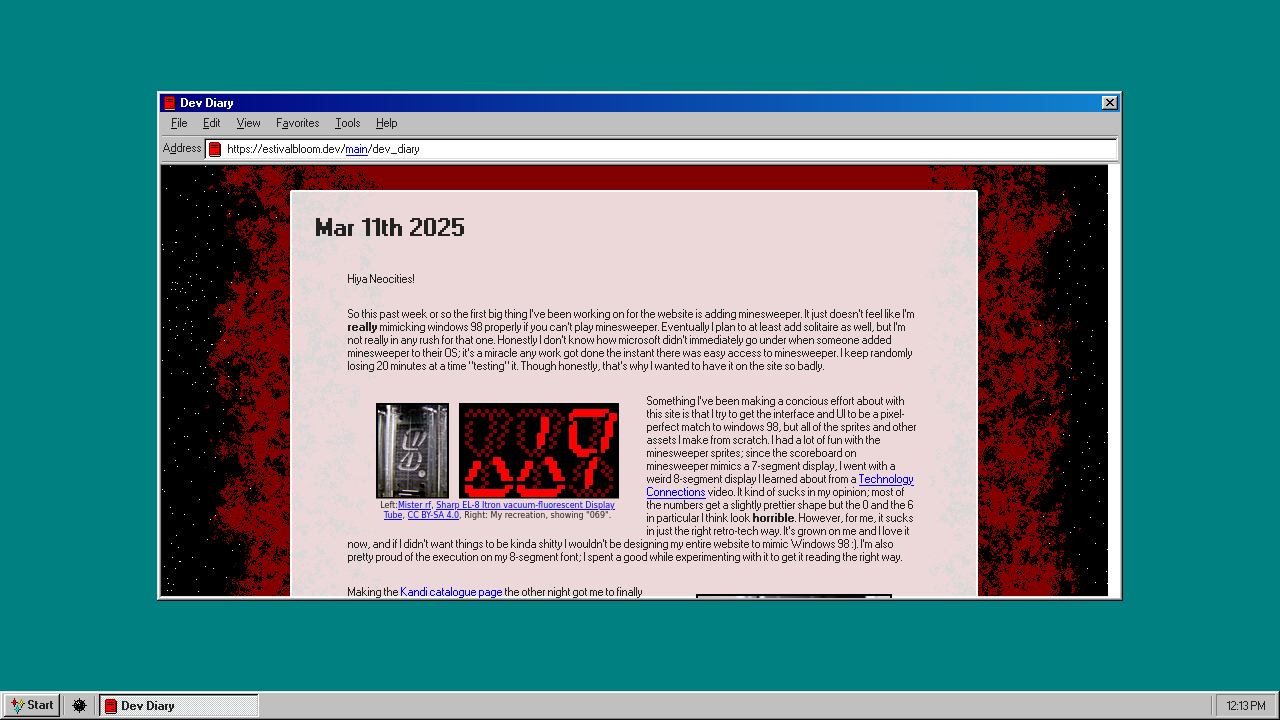 Dev Diary
File Edit View Favorites Tools Help
Address https://estivalbloom.dev/main/dev_diary
Mar 11th 2025
Hiya Neocities!
So this past week or so the first big thing I've been working on for the website is adding minesweeper. It just doesn't feel like I'm
really mimicking windows 98 properly if you can't play minesweeper. Eventually I plan to at least add solitaire as well, but I'm
not really in any rush for that one. Honestly I don't know how microsoft didn't immediately go under when someone added
minesweeper to their OS, it's a miracle any work got done the instant there was easy access to minesweeper. I keep randomly
losing 20 minutes at a time "testing" it. Though honestly, that's why I wanted to have it on the site so badly.
Something I've been making a concious effort about with
this site is that I try to get the interface and UI to be a pixel-
perfect match to windows 98, but all of the sprites and other
assets I make from scratch. I had a lot of fun with the
minesweeper sprites; since the scoreboard on
minesweeper mimics a 7-segment display, I went with a
weird 8-segment display I learned about from a Technology
Connections video. It kind of sucks in my opinion; most of
the numbers get a slightly prettier shape but the 0 and the 6
in particular I think look horrible. However, for me, it sucks
in just the right retro-tech way. It's grown on me and I love it
now, and if I didn't want things to be kinda shitty I wouldn't be designing my entire website to mimic Windows 98 :). I'm also
pretty proud of the execution on my 8-segment font; I spent a good while experimenting with it to get it reading the right way.
Left:Mister rf, Sharp EL-8 Itron vacuum-fluorescent Display
Tube, CC BY-SA 4.0, Right: My recreation, showing "069".
Making the Kandi catalogue page the other night got me to finally
Start
Dev Diary
12:13 PM